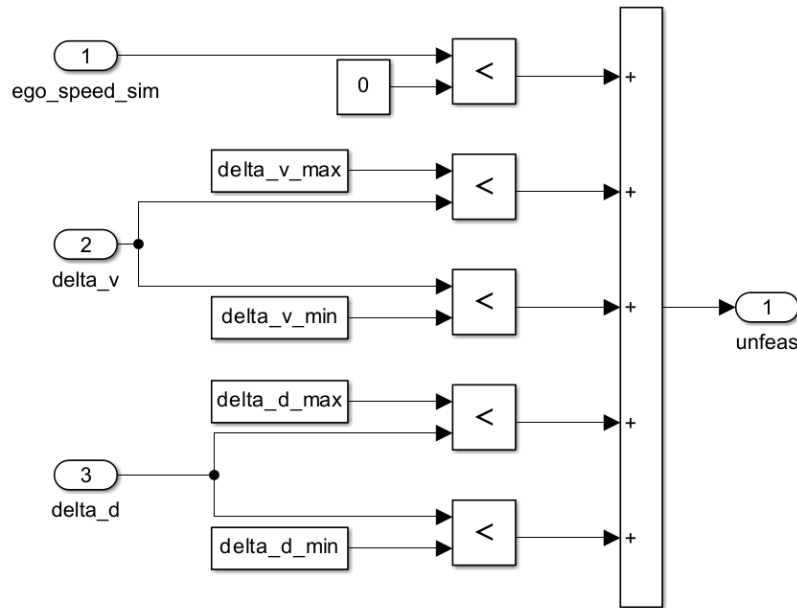 1
ego_speed_sim
0
<
+
delta_v_max
<
+
2
delta_v
<
+
delta_v_min
1
unfeas
delta_d_max
<
+
3
delta_d
<
+
delta_d_min